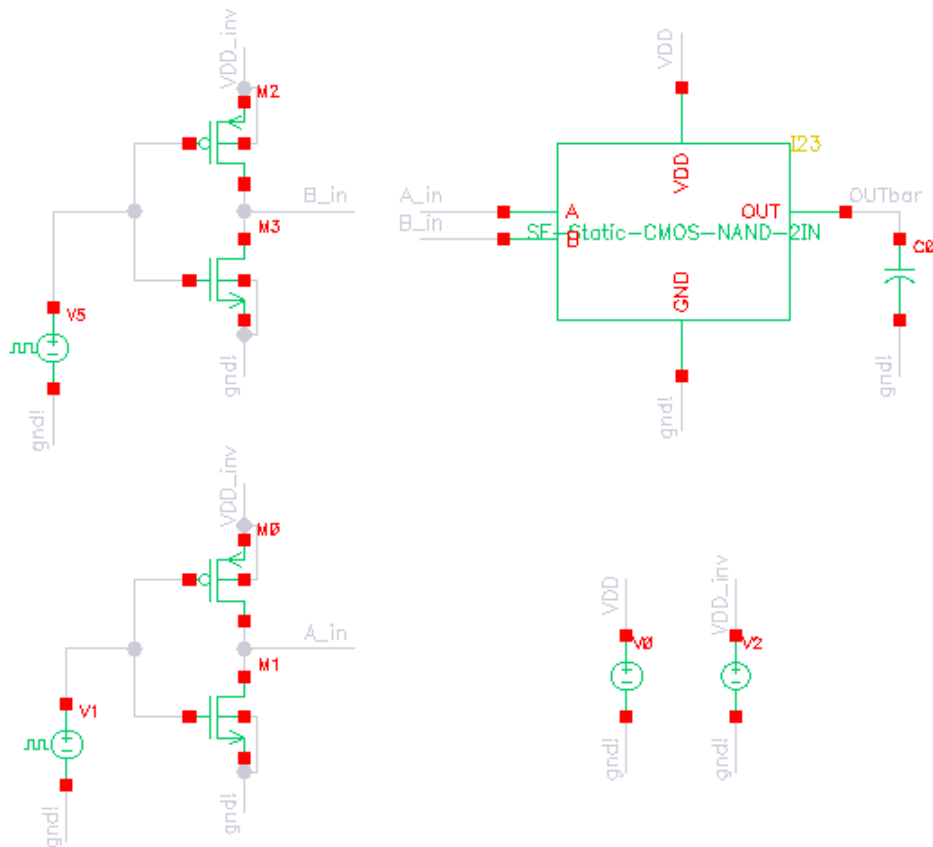 VDD_inv
M2
B_in
M3
V5
gnd!
gnd!
VDD
I23
VDD
A_in
B_in
A
B
OUT
SE-Static-CMOS-NAND-2IN
GND
OUTbar
C0
gnd!
gnd!
VDD_inv
M0
A_in
M1
V1
gnd!
gnd!
VDD
V0
gnd!
VDD_inv
V2
gnd!